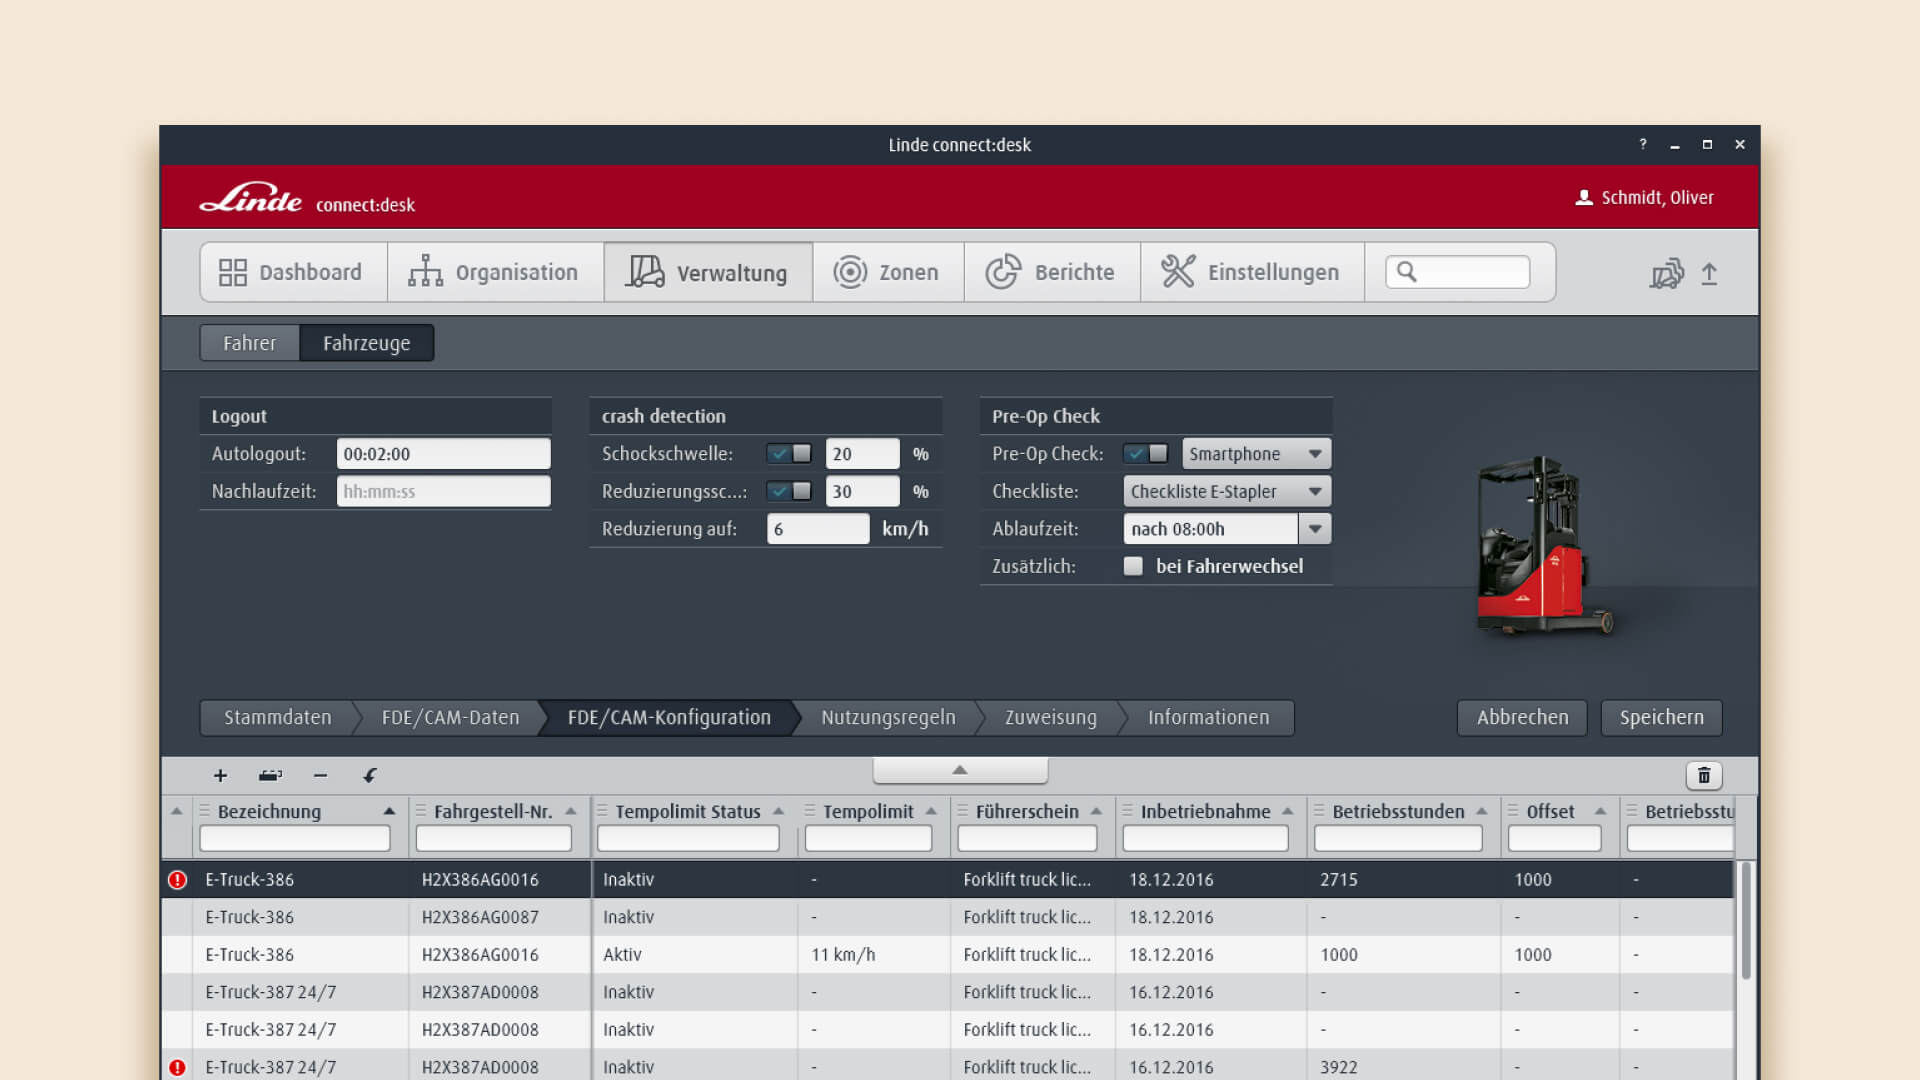 Linde connect:desk
?
Linde connect:desk
Schmidt, Oliver
Dashboard
Organisation
Verwaltung
Zonen
Berichte
Einstellungen
Fahrer
Fahrzeuge
Logout
Autologout: 00:02:00
Nachlaufzeit: hh:mm:ss
crash detection
Schockschwelle: 20 %
Reduzierungssc...: 30 %
Reduzierung auf: 6 km/h
Pre-Op Check
Pre-Op Check: Smartphone
Checkliste: Checkliste E-Stapler
Ablaufzeit: nach 08:00h
Zusätzlich: bei Fahrerwechsel
Stammdaten
FDE/CAM-Daten
FDE/CAM-Konfiguration
Nutzungsregeln
Zuweisung
Informationen
Abbrechen
Speichern
Bezeichnung Fahrgestell-Nr. Tempolimit Status Tempolimit Führerschein Inbetriebnahme Betriebsstunden Offset Betriebsstu
E-Truck-386 H2X386AG0016 Inaktiv - Forklift truck lic... 18.12.2016 2715 1000 -
E-Truck-386 H2X386AG0087 Inaktiv - Forklift truck lic... 18.12.2016 - - -
E-Truck-386 H2X386AG0016 Aktiv 11 km/h Forklift truck lic... 18.12.2016 1000 1000 -
E-Truck-387 24/7 H2X387AD0008 Inaktiv - Forklift truck lic... 16.12.2016 - - -
E-Truck-387 24/7 H2X387AD0008 Inaktiv - Forklift truck lic... 16.12.2016 - - -
E-Truck-387 24/7 H2X387AD0008 Inaktiv - Forklift truck lic... 16.12.2016 3922 - -